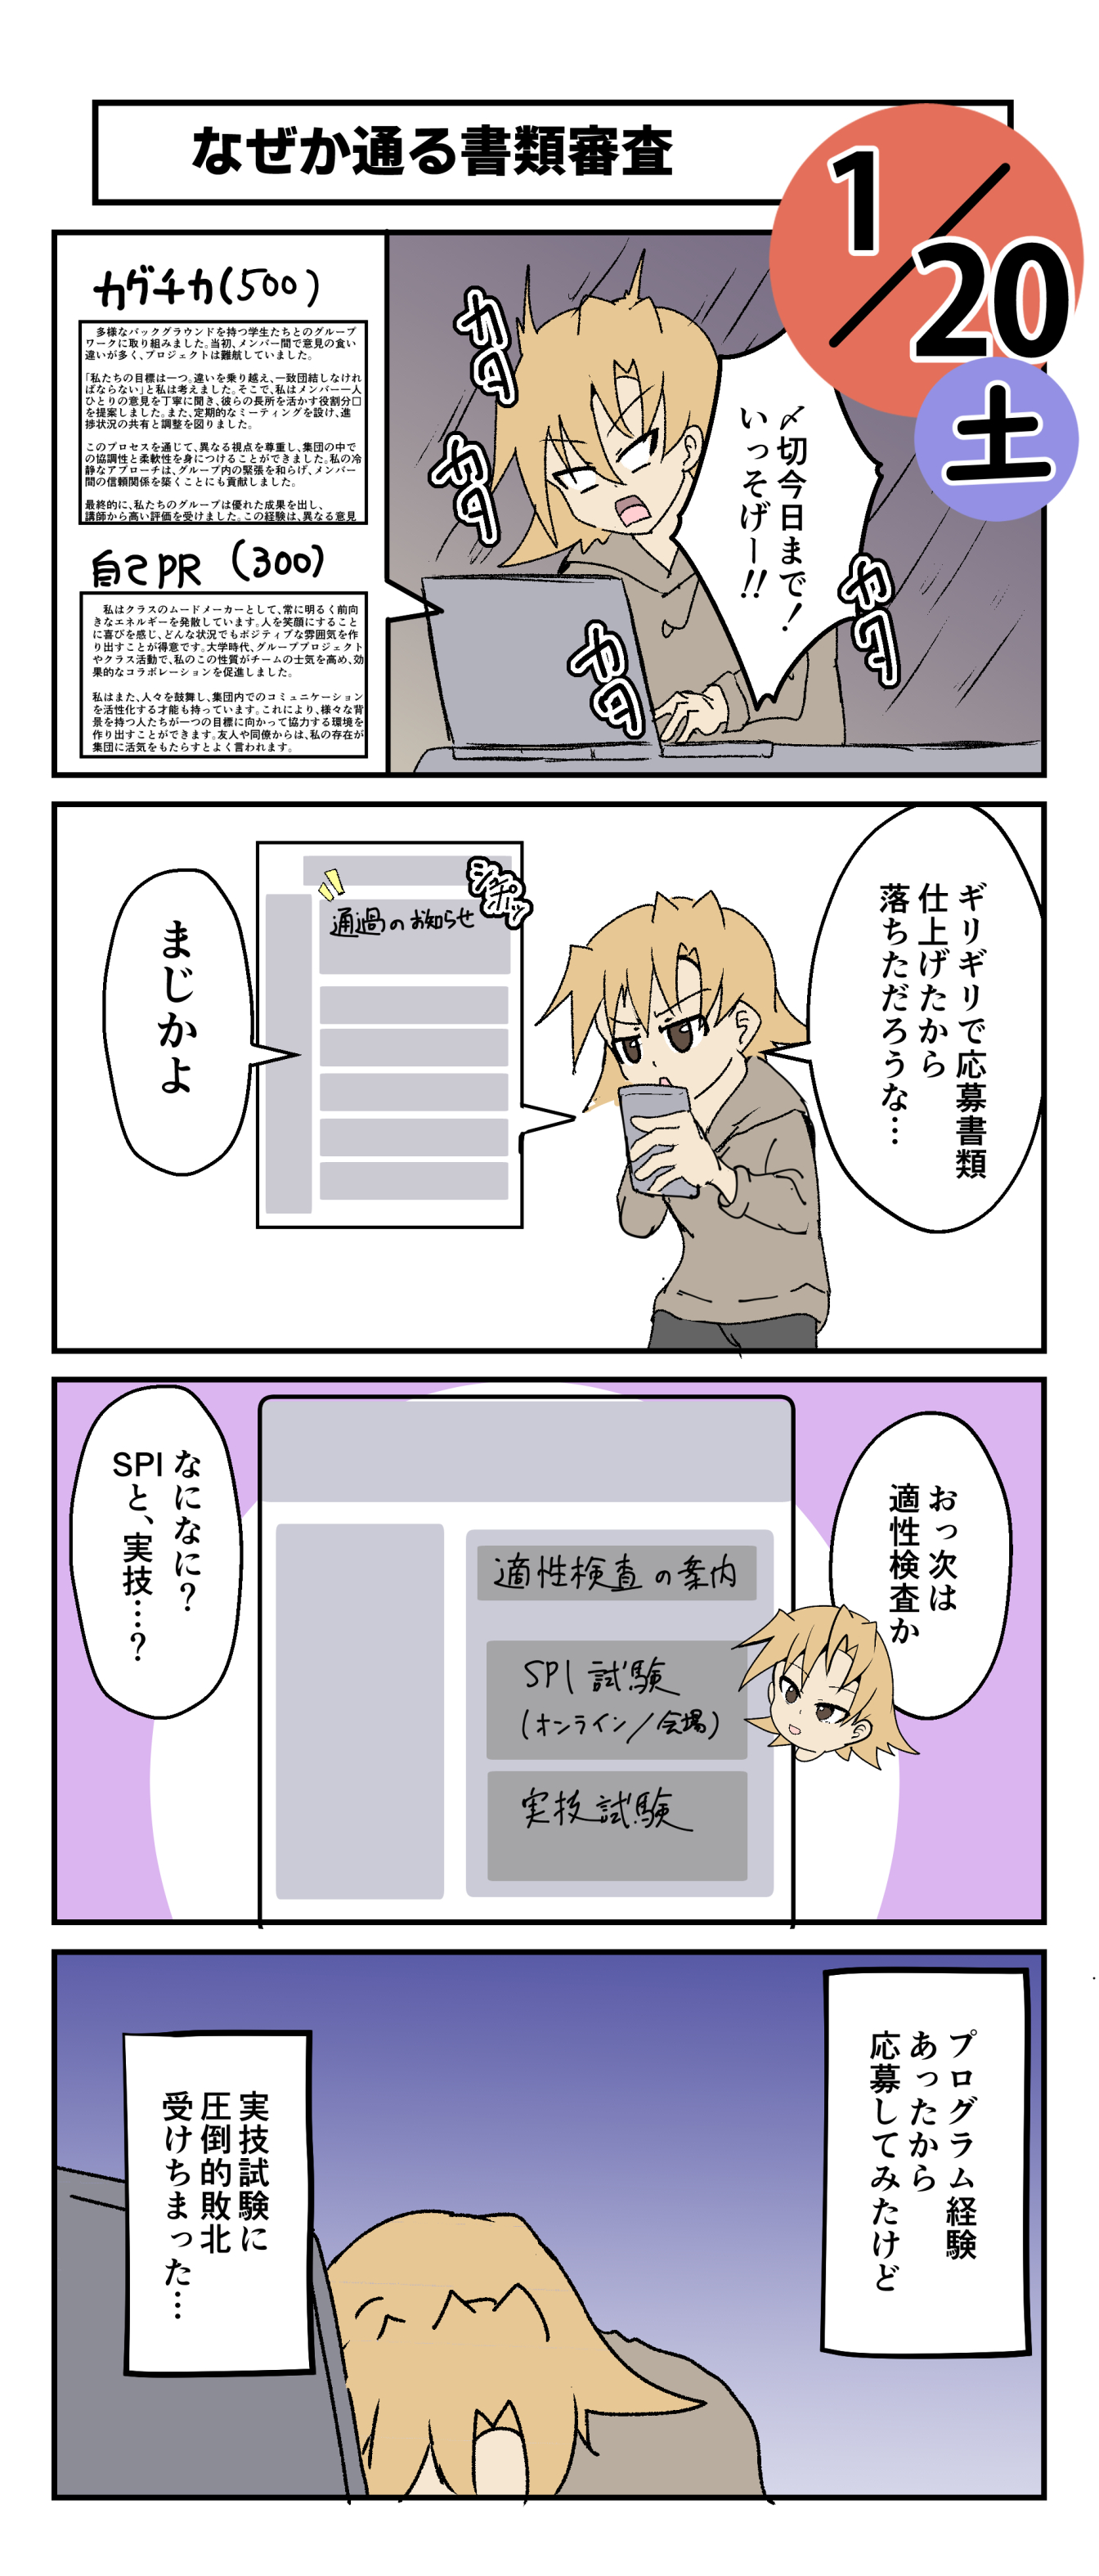 なぜか通る書類審査
1/20
土
ガクチカ(500)
多様なバックグラウンドを持つ学生たちとのグループ
ワークに取り組みました。当初、メンバー間で意見の食い
違いが多く、プロジェクトは難航していました。
「私たちの目標は一つ。違いを乗り越え、一致団結しなけれ
ばならない」と私は考えました。そこで、私はメンバー一人
ひとりの意見を丁寧に聞き、彼らの長所を活かす役割分□
を提案しました。また、定期的なミーティングを設け、進
捗状況の共有と調整を図りました。
このプロセスを通じて、異なる視点を尊重し、集団の中で
の協調性と柔軟性を身につけることができました。私の冷
静なアプローチは、グループ内の緊張を和らげ、メンバー
間の信頼関係を築くことにも貢献しました。
最終的に、私たちのグループは優れた成果を出し、
講師から高い評価を受けました。この経験は、異なる意見
自己PR (300)
私はクラスのムードメーカーとして、常に明るく前向
きなエネルギーを発散しています。人を笑顔にすること
に喜びを感じ、どんな状況でもポジティブな雰囲気を作
り出すことが得意です。大学時代、グループプロジェクト
やクラス活動で、私のこの性質がチームの士気を高め、効
果的なコラボレーションを促進しました。
私はまた、人々を鼓舞し、集団内でのコミュニケーション
を活性化する才能も持っています。これにより、様々な背
景を持つ人たちが一つの目標に向かって協力する環境を
作り出すことができます。友人や同僚からは、私の存在が
集団に活気をもたらすとよく言われます。
〆切今日まで！
いっそげー!!
カタ
カタ
カタ
カタ
ギリギリで応募書類
仕上げたから
落ちただろうな…
シュポッ
通過のお知らせ
まじかよ
おっ次は
適性検査か
適性検査の案内
SPI試験
(オンライン/会場)
実技試験
なになに？
SPIと、実技…？
プログラム経験
あったから
応募してみたけど
実技試験に
圧倒的敗北
受けちまった…